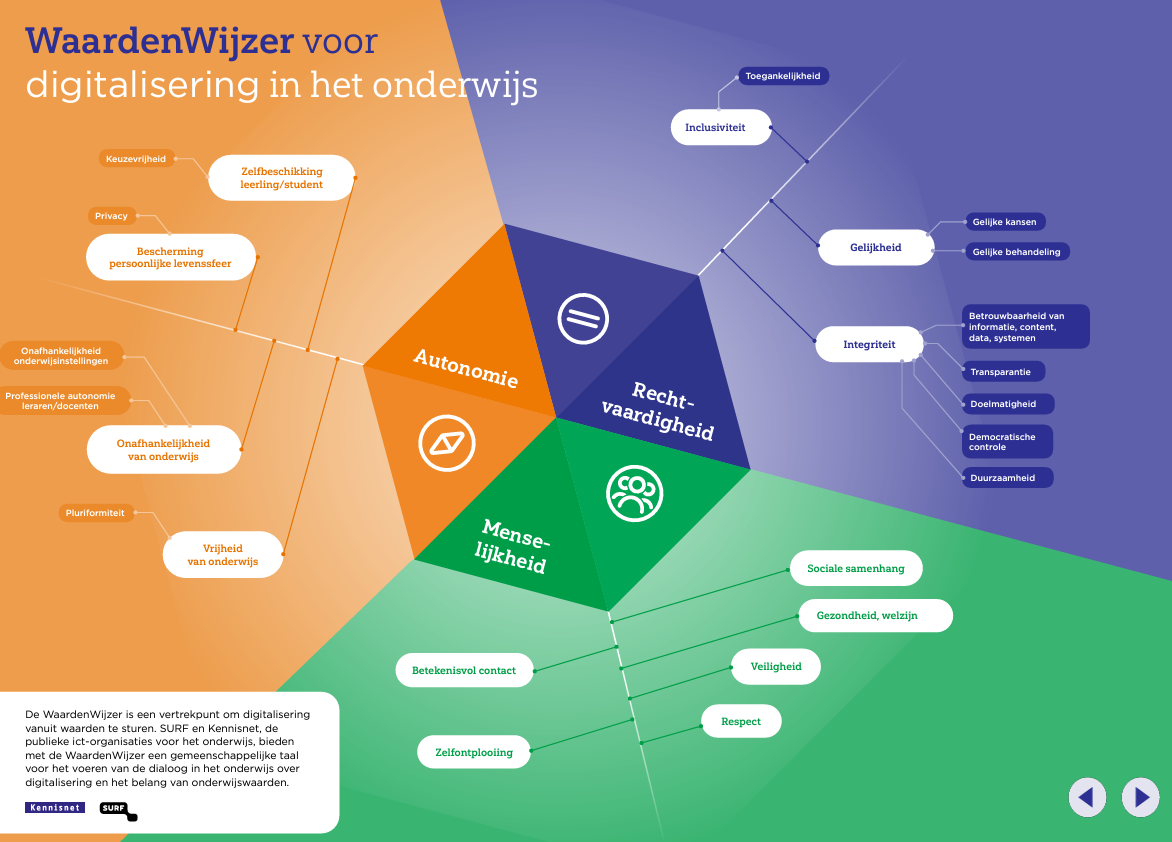 WaardenWijzer voor
digitalisering in het onderwijs
Keuzevrijheid
Zelfbeschikking
leerling/student
Privacy
Bescherming
persoonlijke levenssfeer
Onafhankelijkheid
onderwijsinstellingen
Professionele autonomie
leraren/docenten
Onafhankelijkheid
van onderwijs
Pluriformiteit
Vrijheid
van onderwijs
Autonomie
Recht-
vaardigheid
Mense-
lijkheid
Toegankelijkheid
Inclusiviteit
Gelijkheid
Gelijke kansen
Gelijke behandeling
Integriteit
Betrouwbaarheid van
informatie, content,
data, systemen
Transparantie
Doelmatigheid
Democratische
controle
Duurzaamheid
Sociale samenhang
Gezondheid, welzijn
Veiligheid
Respect
Betekenisvol contact
Zelfontplooiing
De WaardenWijzer is een vertrekpunt om digitalisering
vanuit waarden te sturen. SURF en Kennisnet, de
publieke ict-organisaties voor het onderwijs, bieden
met de WaardenWijzer een gemeenschappelijke taal
voor het voeren van de dialoog in het onderwijs over
digitalisering en het belang van onderwijswaarden.
Kennisnet
SURF